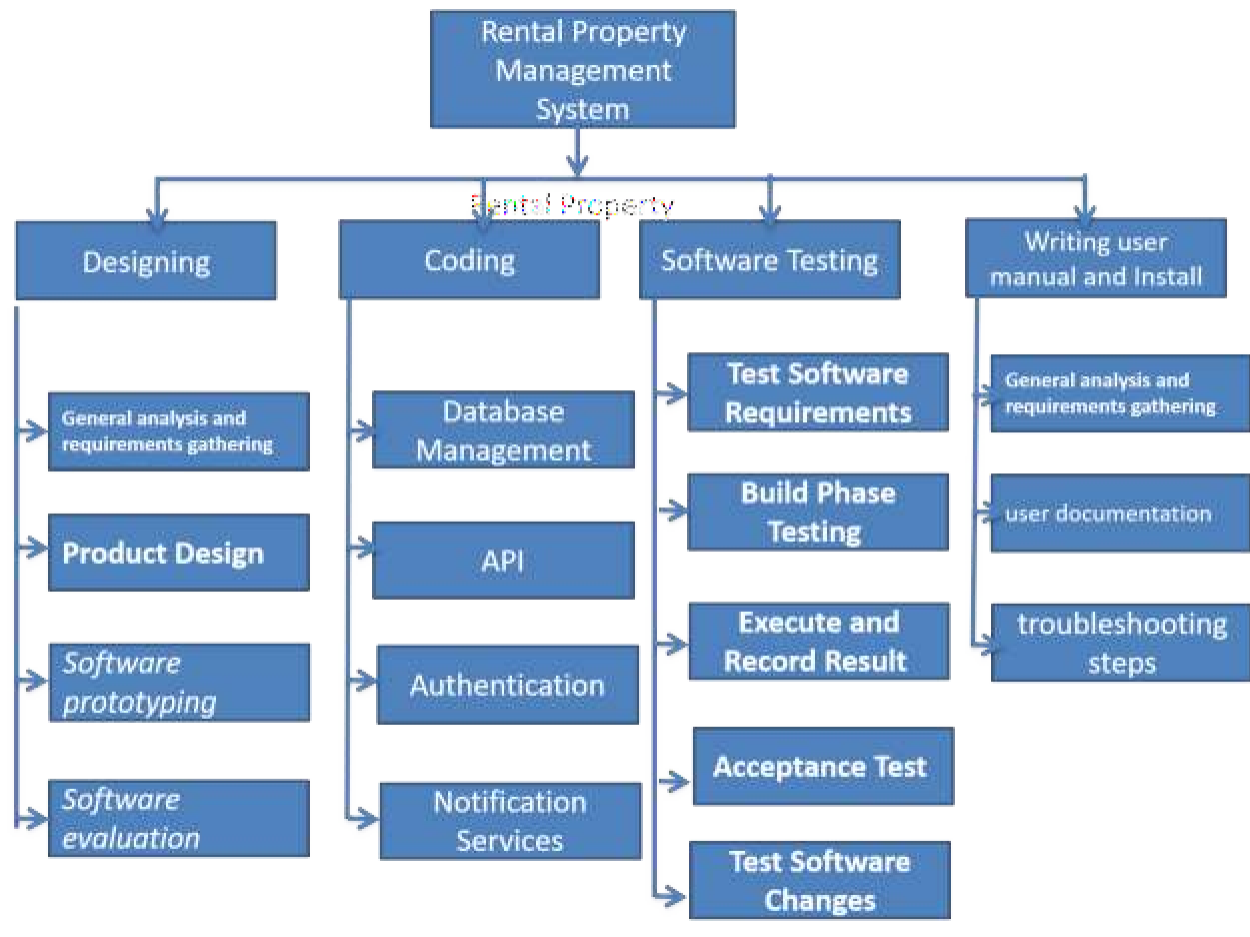 Rental Property
Management
System
Rental Property
Designing
Coding
Software Testing
Writing user
manual and Install
General analysis and
requirements gathering
Product Design
Software
prototyping
Software
evaluation
Database
Management
API
Authentication
Notification
Services
Test Software
Requirements
Build Phase
Testing
Execute and
Record Result
Acceptance Test
Test Software
Changes
General analysis and
requirements gathering
user documentation
troubleshooting
steps